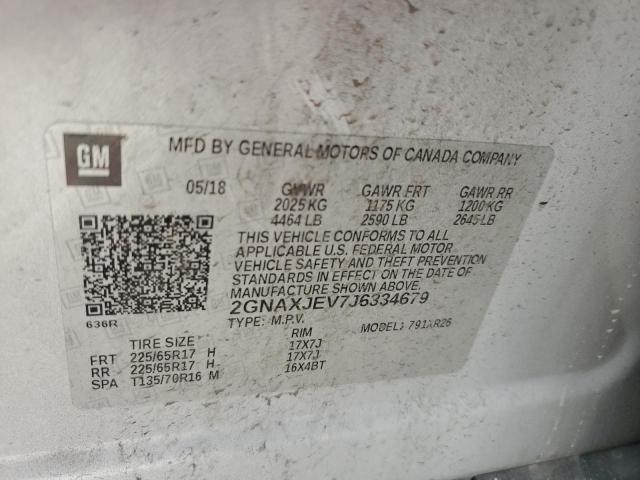 GM
MFD BY GENERAL MOTORS OF CANADA COMPANY
05/18 GVWR GAWR FRT GAWR RR
2025 KG 1175 KG 1200 KG
4464 LB 2590 LB 2645 LB
THIS VEHICLE CONFORMS TO ALL
APPLICABLE U.S. FEDERAL MOTOR
VEHICLE SAFETY AND THEFT PREVENTION
STANDARDS IN EFFECT ON THE DATE OF
MANUFACTURE SHOWN ABOVE.
2GNAXJEV7J6334679
636R TYPE: M.P.V. MODEL: 791XR26
TIRE SIZE RIM
FRT 225/65R17 H 17X7J
RR 225/65R17 H 17X7J
SPA T135/70R16 M 16X4BT